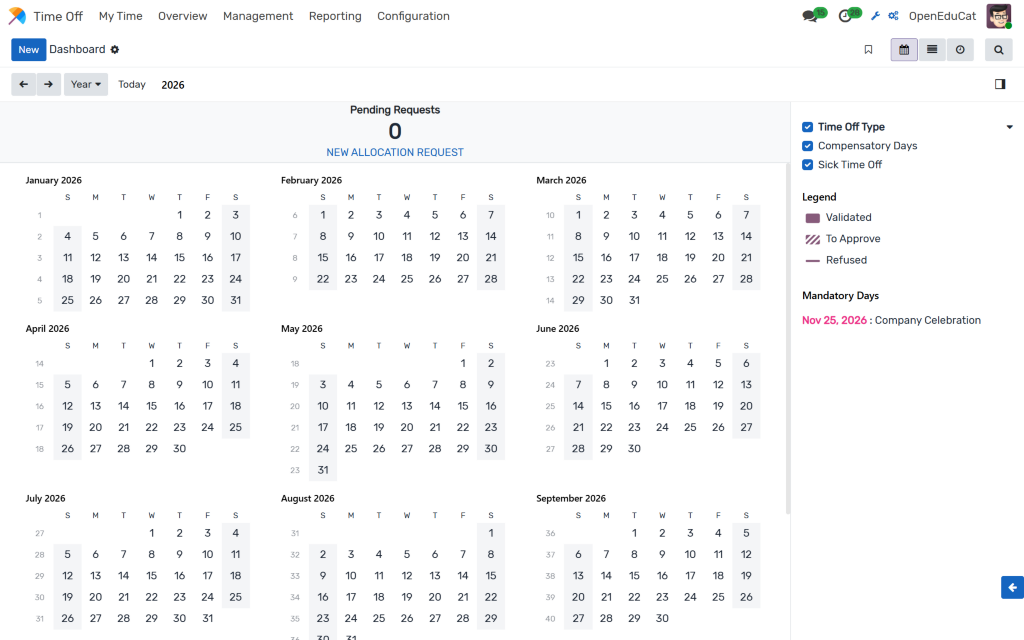 Time Off My Time Overview Management Reporting Configuration 15 28 OpenEduCat
New Dashboard
Year Today 2026
Pending Requests
0
NEW ALLOCATION REQUEST
January 2026
S M T W T F S
1 1 2 3
2 4 5 6 7 8 9 10
3 11 12 13 14 15 16 17
4 18 19 20 21 22 23 24
5 25 26 27 28 29 30 31
February 2026
S M T W T F S
6 1 2 3 4 5 6 7
7 8 9 10 11 12 13 14
8 15 16 17 18 19 20 21
9 22 23 24 25 26 27 28
March 2026
S M T W T F S
10 1 2 3 4 5 6 7
11 8 9 10 11 12 13 14
12 15 16 17 18 19 20 21
13 22 23 24 25 26 27 28
14 29 30 31
April 2026
S M T W T F S
14 1 2 3 4
15 5 6 7 8 9 10 11
16 12 13 14 15 16 17 18
17 19 20 21 22 23 24 25
18 26 27 28 29 30
May 2026
S M T W T F S
18 1 2
19 3 4 5 6 7 8 9
20 10 11 12 13 14 15 16
21 17 18 19 20 21 22 23
22 24 25 26 27 28 29 30
23 31
June 2026
S M T W T F S
23 1 2 3 4 5 6
24 7 8 9 10 11 12 13
25 14 15 16 17 18 19 20
26 21 22 23 24 25 26 27
27 28 29 30
July 2026
S M T W T F S
27 1 2 3 4
28 5 6 7 8 9 10 11
29 12 13 14 15 16 17 18
30 19 20 21 22 23 24 25
31 26 27 28 29 30 31
August 2026
S M T W T F S
31 1
32 2 3 4 5 6 7 8
33 9 10 11 12 13 14 15
34 16 17 18 19 20 21 22
35 23 24 25 26 27 28 29
36 30 31
September 2026
S M T W T F S
36 1 2 3 4 5
37 6 7 8 9 10 11 12
38 13 14 15 16 17 18 19
39 20 21 22 23 24 25 26
40 27 28 29 30
Time Off Type
Compensatory Days
Sick Time Off
Legend
Validated
To Approve
Refused
Mandatory Days
Nov 25, 2026 : Company Celebration